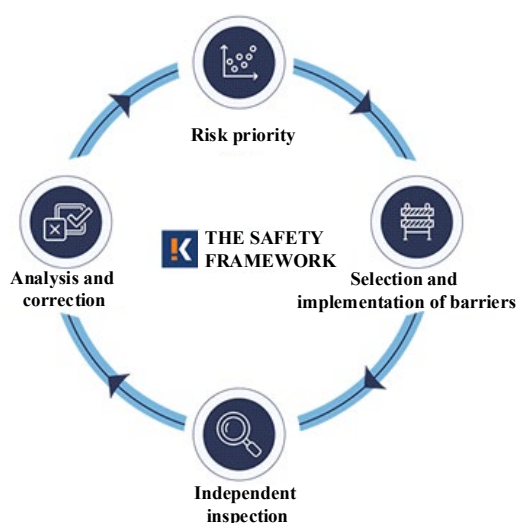 Risk priority
THE SAFETY
FRAMEWORK
Analysis and
correction
Selection and
implementation of barriers
Independent
inspection